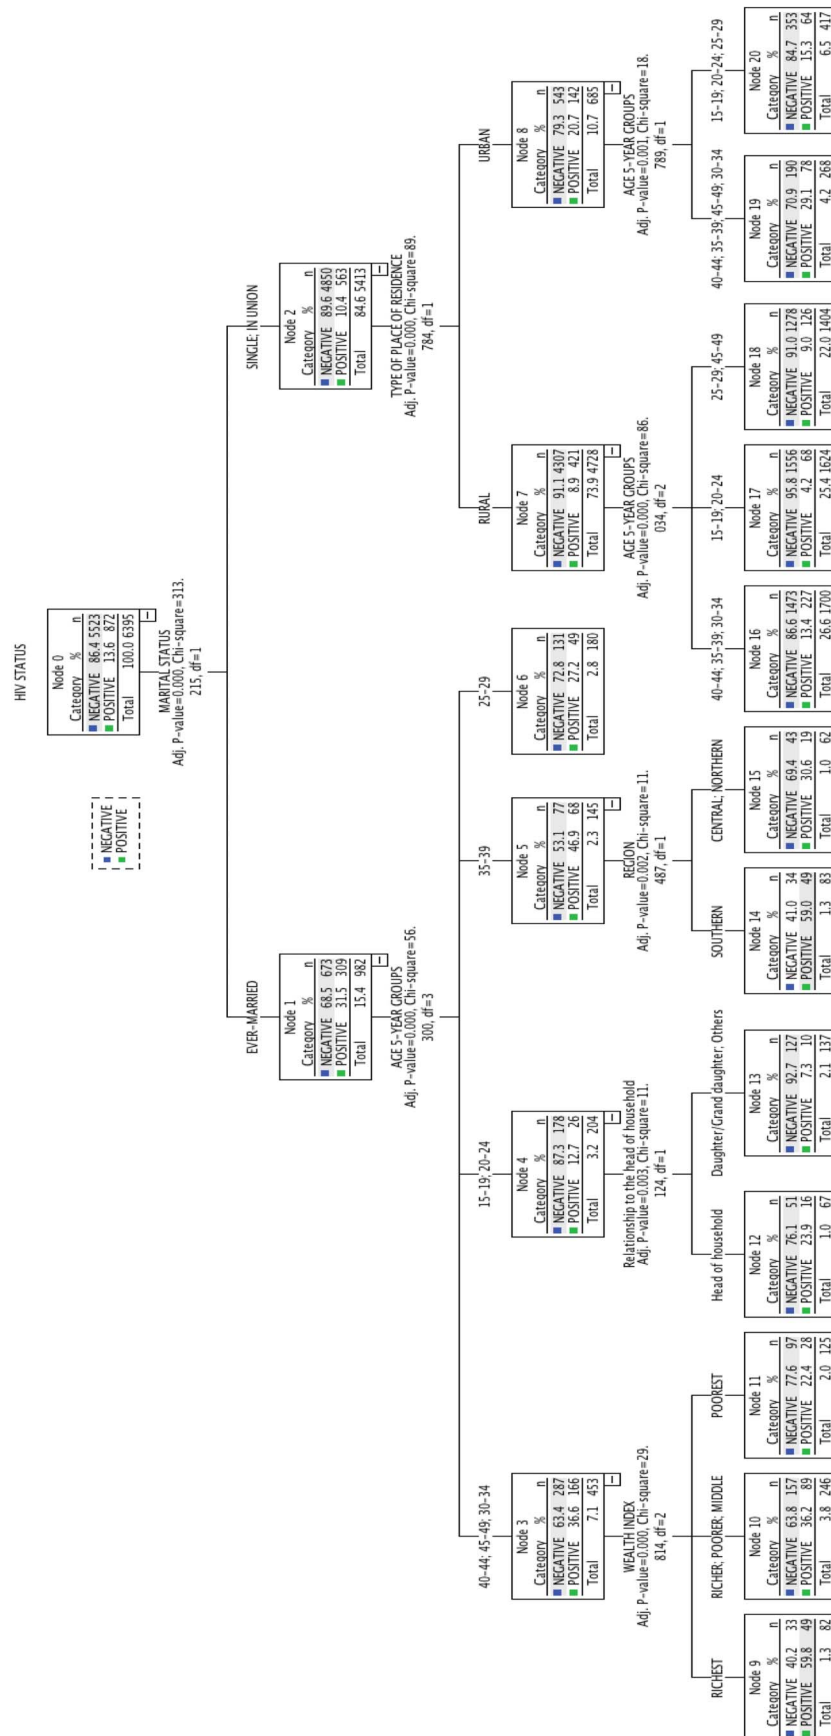 HIV STATUS
Node 0
Category % n
NEGATIVE 86.4 5523
POSITIVE 13.6 872
Total 100.0 6395
NEGATIVE
POSITIVE
MARITAL STATUS
Adj. P-value=0.000, Chi-square=313.
215, df=1
EVER-MARRIED
SINGLE; IN UNION
Node 1
Category % n
NEGATIVE 68.5 673
POSITIVE 31.5 309
Total 15.4 982
Node 2
Category % n
NEGATIVE 89.6 4850
POSITIVE 10.4 563
Total 84.6 5413
AGE 5-YEAR GROUPS
Adj. P-value=0.000, Chi-square=56.
300, df=3
TYPE OF PLACE OF RESIDENCE
Adj. P-value=0.000, Chi-square=89.
784, df=1
40-44; 45-49; 30-34
15-19; 20-24
35-39
25-29
RURAL
URBAN
Node 3
Category % n
NEGATIVE 63.4 287
POSITIVE 36.6 166
Total 7.1 453
Node 4
Category % n
NEGATIVE 87.3 178
POSITIVE 12.7 26
Total 3.2 204
Node 5
Category % n
NEGATIVE 53.1 77
POSITIVE 46.9 68
Total 2.3 145
Node 6
Category % n
NEGATIVE 72.8 131
POSITIVE 27.2 49
Total 2.8 180
Node 7
Category % n
NEGATIVE 91.1 4307
POSITIVE 8.9 421
Total 73.9 4728
Node 8
Category % n
NEGATIVE 79.3 543
POSITIVE 20.7 142
Total 10.7 685
WEALTH INDEX
Adj. P-value=0.000, Chi-square=29.
814, df=2
Relationship to the head of household
Adj. P-value=0.003, Chi-square=11.
124, df=1
REGION
Adj. P-value=0.002, Chi-square=11.
487, df=1
AGE 5-YEAR GROUPS
Adj. P-value=0.000, Chi-square=86.
034, df=2
AGE 5-YEAR GROUPS
Adj. P-value=0.001, Chi-square=18.
789, df=1
RICHEST
RICHER; POORER; MIDDLE
POOREST
Head of household
Daughter/Grand daughter; Others
SOUTHERN
CENTRAL; NORTHERN
40-44; 35-39; 30-34
15-19; 20-24
25-29; 45-49
40-44; 35-39; 45-49; 30-34
15-19; 20-24; 25-29
Node 9
Category % n
NEGATIVE 40.2 33
POSITIVE 59.8 49
Total 1.3 82
Node 10
Category % n
NEGATIVE 63.8 157
POSITIVE 36.2 89
Total 3.8 246
Node 11
Category % n
NEGATIVE 77.6 97
POSITIVE 22.4 28
Total 2.0 125
Node 12
Category % n
NEGATIVE 76.1 51
POSITIVE 23.9 16
Total 1.0 67
Node 13
Category % n
NEGATIVE 92.7 127
POSITIVE 7.3 10
Total 2.1 137
Node 14
Category % n
NEGATIVE 41.0 34
POSITIVE 59.0 49
Total 1.3 83
Node 15
Category % n
NEGATIVE 69.4 43
POSITIVE 30.6 19
Total 1.0 62
Node 16
Category % n
NEGATIVE 86.6 1473
POSITIVE 13.4 227
Total 26.6 1700
Node 17
Category % n
NEGATIVE 95.8 1556
POSITIVE 4.2 68
Total 25.4 1624
Node 18
Category % n
NEGATIVE 91.0 1278
POSITIVE 9.0 126
Total 22.0 1404
Node 19
Category % n
NEGATIVE 70.9 190
POSITIVE 29.1 78
Total 4.2 268
Node 20
Category % n
NEGATIVE 84.7 353
POSITIVE 15.3 64
Total 6.5 417